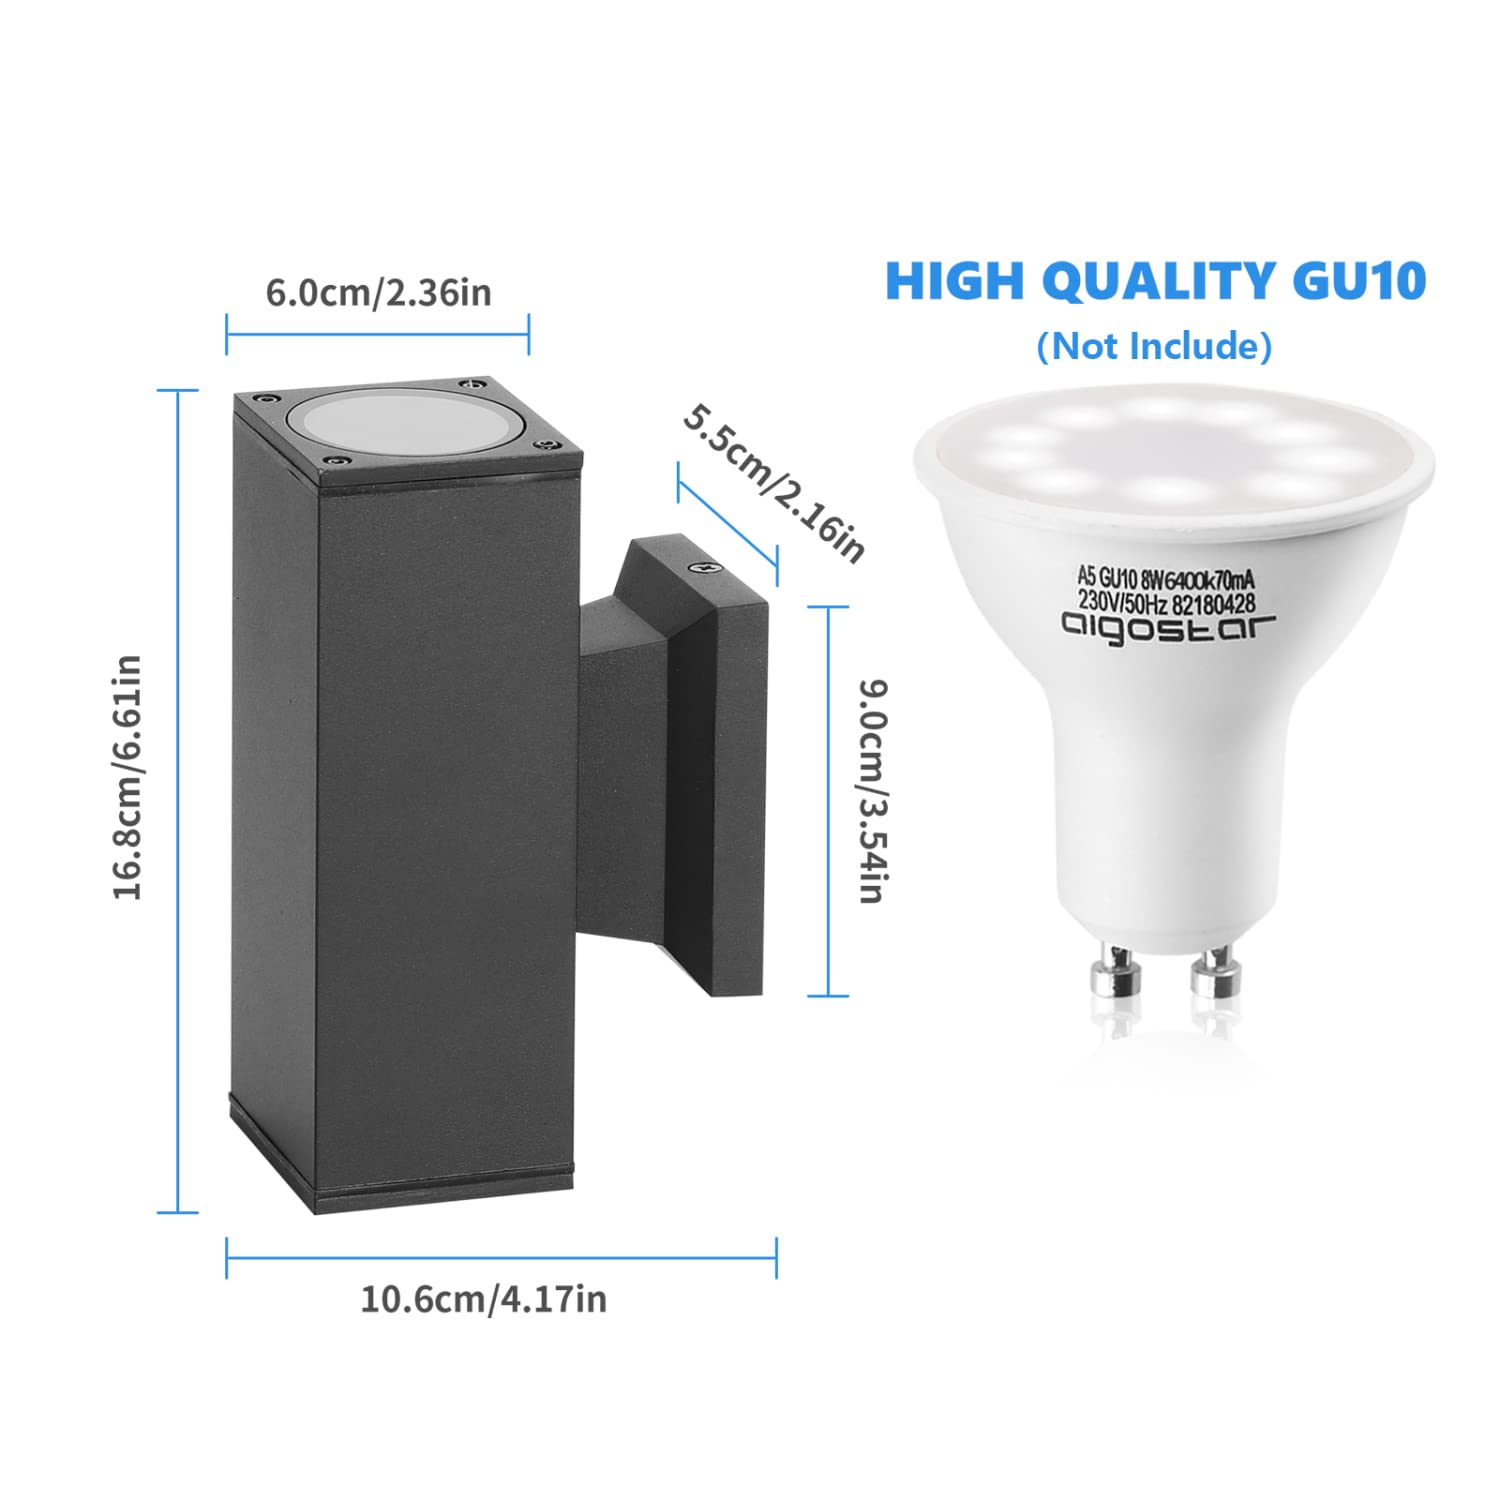 6.0cm/2.36in
HIGH QUALITY GU10
(Not Include)
5.5cm/2.16in
16.8cm/6.61in
9.0cm/3.54in
10.6cm/4.17in
A5 GU10 8W6400k70mA
230V/50Hz 82180428
aigostar